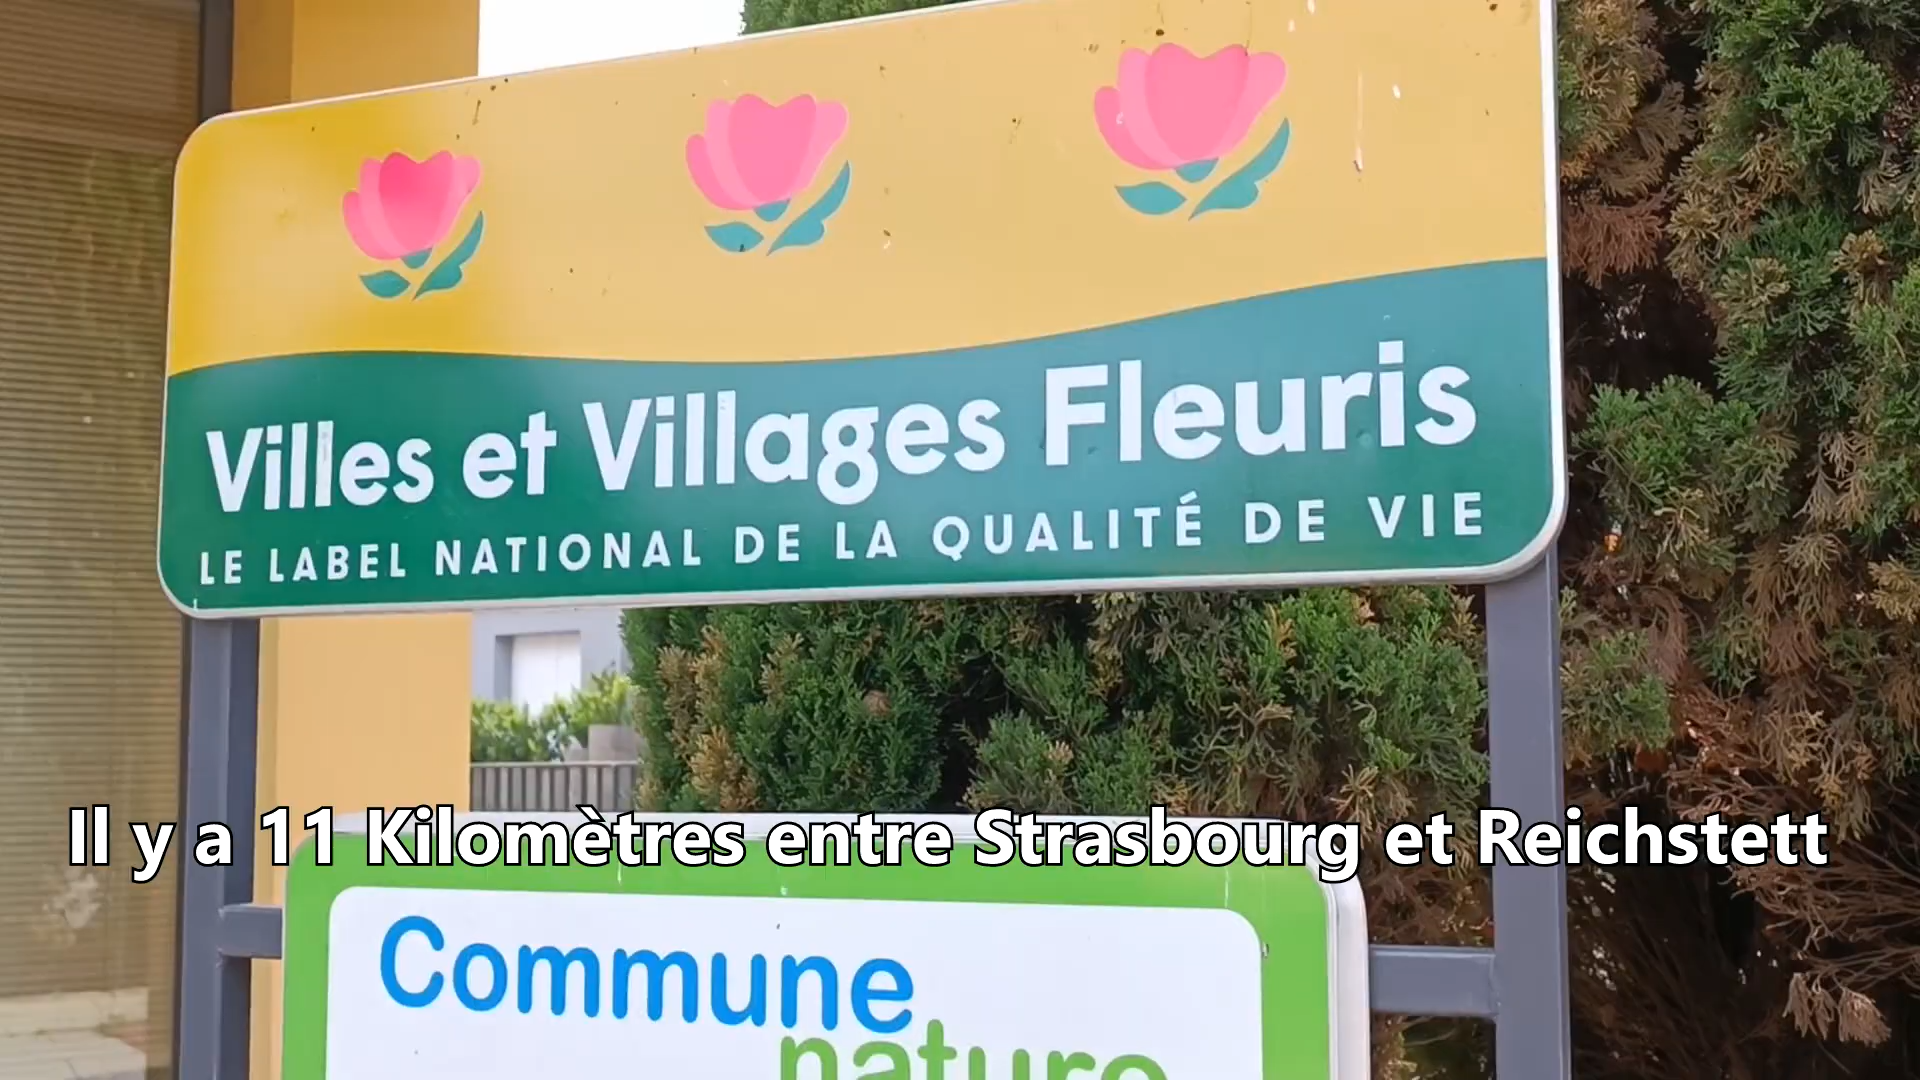 Villes et Villages Fleuris
LE LABEL NATIONAL DE LA QUALITÉ DE VIE
Il y a 11 Kilomètres entre Strasbourg et Reichstett
Commune
nature